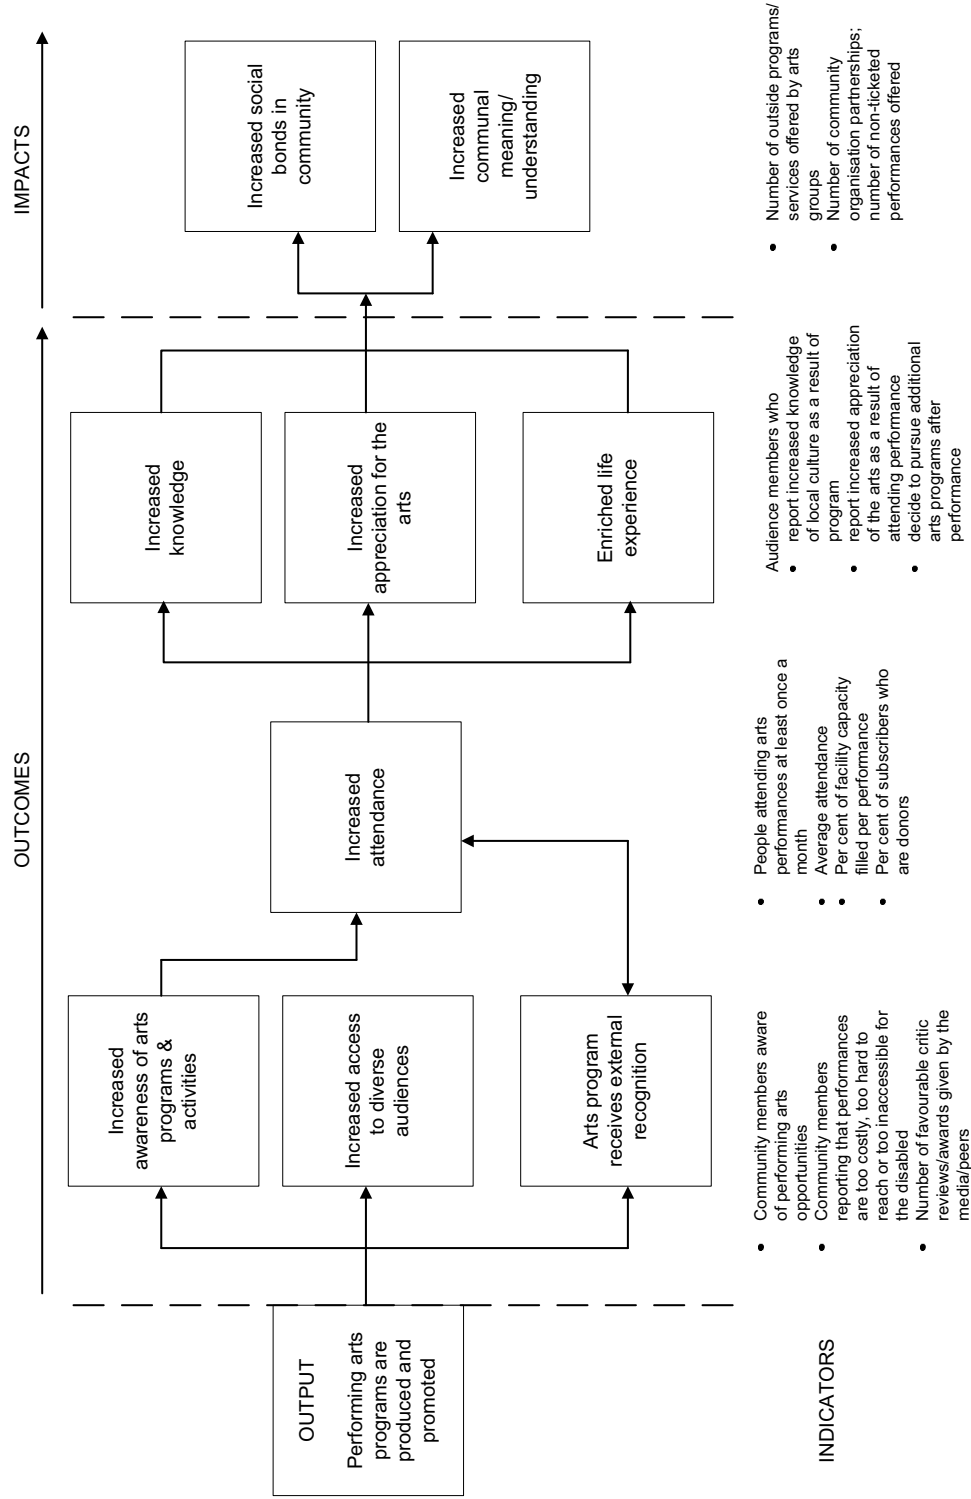 OUTCOMES
IMPACTS
OUTPUT
Performing arts
programs are
produced and
promoted
Increased
awareness of arts
programs &
activities
Increased access
to diverse
audiences
Arts program
receives external
recognition
Increased
attendance
Increased
knowledge
Increased
appreciation for the
arts
Enriched life
experience
Increased social
bonds in
community
Increased
communal
meaning/
understanding
INDICATORS
• Community members aware
of performing arts
opportunities
• Community members
reporting that performances
are too costly, too hard to
reach or too inaccessible for
the disabled
• Number of favourable critic
reviews/awards given by the
media/peers
• People attending arts
performances at least once a
month
• Average attendance
• Per cent of facility capacity
filled per performance
• Per cent of subscribers who
are donors
Audience members who
• report increased knowledge
of local culture as a result of
program
• report increased appreciation
of the arts as a result of
attending performance
• decide to pursue additional
arts programs after
performance
• Number of outside programs/
services offered by arts
groups
• Number of community
organisation partnerships;
number of non-ticketed
performances offered